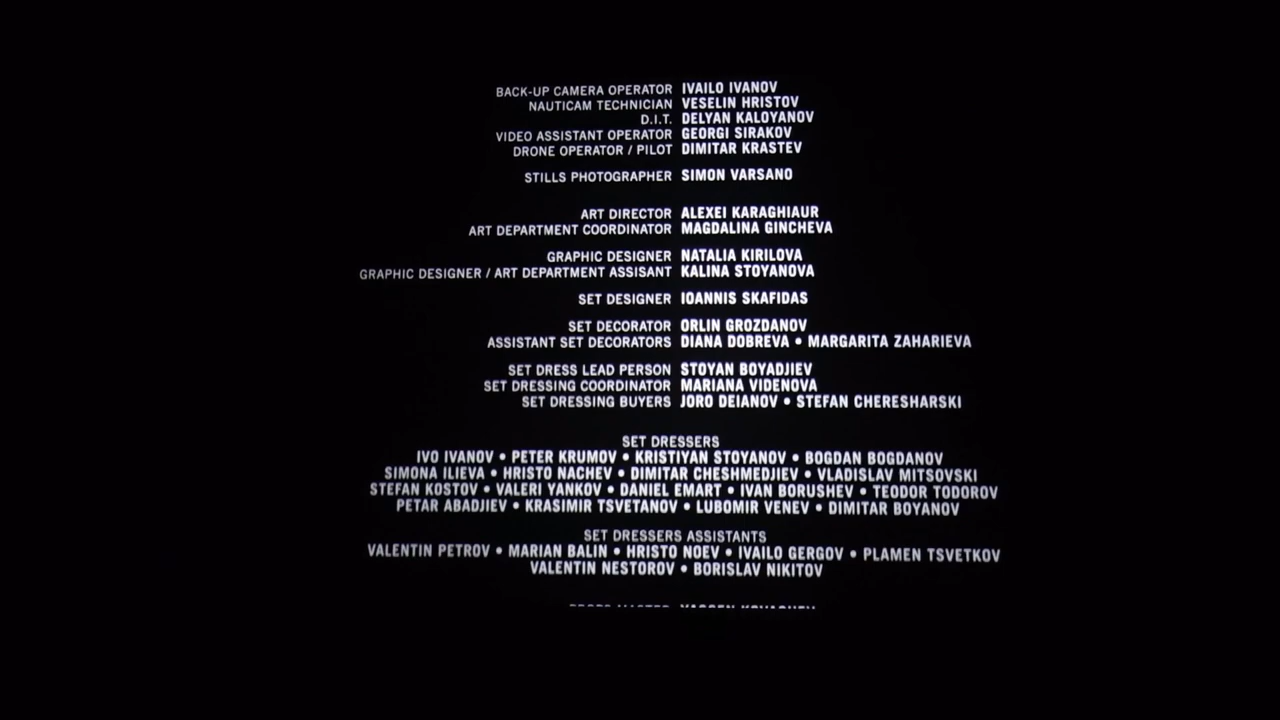 BACK-UP CAMERA OPERATOR IVAILO IVANOV
NAUTICAM TECHNICIAN VESELIN HRISTOV
D.I.T. DELYAN KALOYANOV
VIDEO ASSISTANT OPERATOR GEORGI SIRAKOV
DRONE OPERATOR / PILOT DIMITAR KRASTEV
STILLS PHOTOGRAPHER SIMON VARSANO
ART DIRECTOR ALEXEI KARAGHIAUR
ART DEPARTMENT COORDINATOR MAGDALINA GINCHEVA
GRAPHIC DESIGNER NATALIA KIRILOVA
GRAPHIC DESIGNER / ART DEPARTMENT ASSISANT KALINA STOYANOVA
SET DESIGNER IOANNIS SKAFIDAS
SET DECORATOR ORLIN GROZDANOV
ASSISTANT SET DECORATORS DIANA DOBREVA • MARGARITA ZAHARIEVA
SET DRESS LEAD PERSON STOYAN BOYADJIEV
SET DRESSING COORDINATOR MARIANA VIDENOVA
SET DRESSING BUYERS JORO DEIANOV • STEFAN CHERESHARSKI
SET DRESSERS
IVO IVANOV • PETER KRUMOV • KRISTIYAN STOYANOV • BOGDAN BOGDANOV
SIMONA ILIEVA • HRISTO NACHEV • DIMITAR CHESHMEDJIEV • VLADISLAV MITSOVSKI
STEFAN KOSTOV • VALERI YANKOV • DANIEL EMART • IVAN BORUSHEV • TEODOR TODOROV
PETAR ABADJIEV • KRASIMIR TSVETANOV • LUBOMIR VENEV • DIMITAR BOYANOV
SET DRESSERS ASSISTANTS
VALENTIN PETROV • MARIAN BALIN • HRISTO NOEV • IVAILO GERGOV • PLAMEN TSVETKOV
VALENTIN NESTOROV • BORISLAV NIKITOV